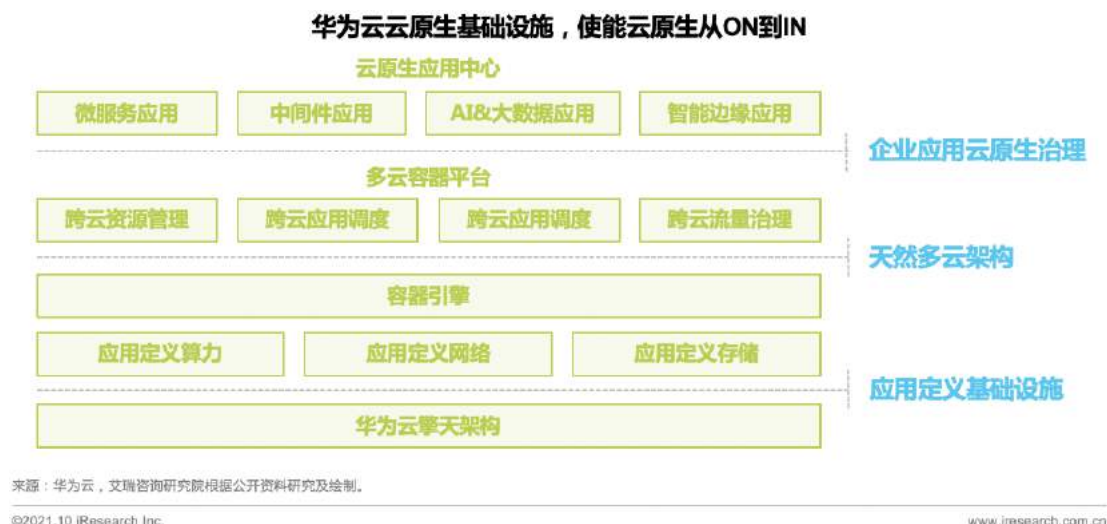 华为云云原生基础设施，使能云原生从ON到IN
云原生应用中心
微服务应用 中间件应用 AI&大数据应用 智能边缘应用
企业应用云原生治理
多云容器平台
跨云资源管理 跨云应用调度 跨云应用调度 跨云流量治理
天然多云架构
容器引擎
应用定义算力 应用定义网络 应用定义存储
应用定义基础设施
华为云擎天架构
来源：华为云，艾瑞咨询研究院根据公开资料研究及绘制。
©2021.10 iResearch Inc. www.iresearch.com.cn